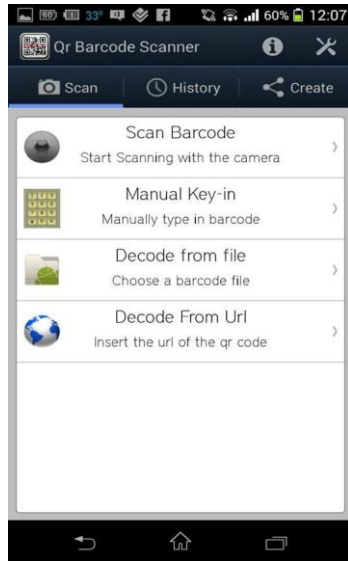 33° 60% 12:07
Qr Barcode Scanner
Scan History Create
Scan Barcode
Start Scanning with the camera
Manual Key-in
Manually type in barcode
Decode from file
Choose a barcode file
Decode From Url
Insert the url of the qr code